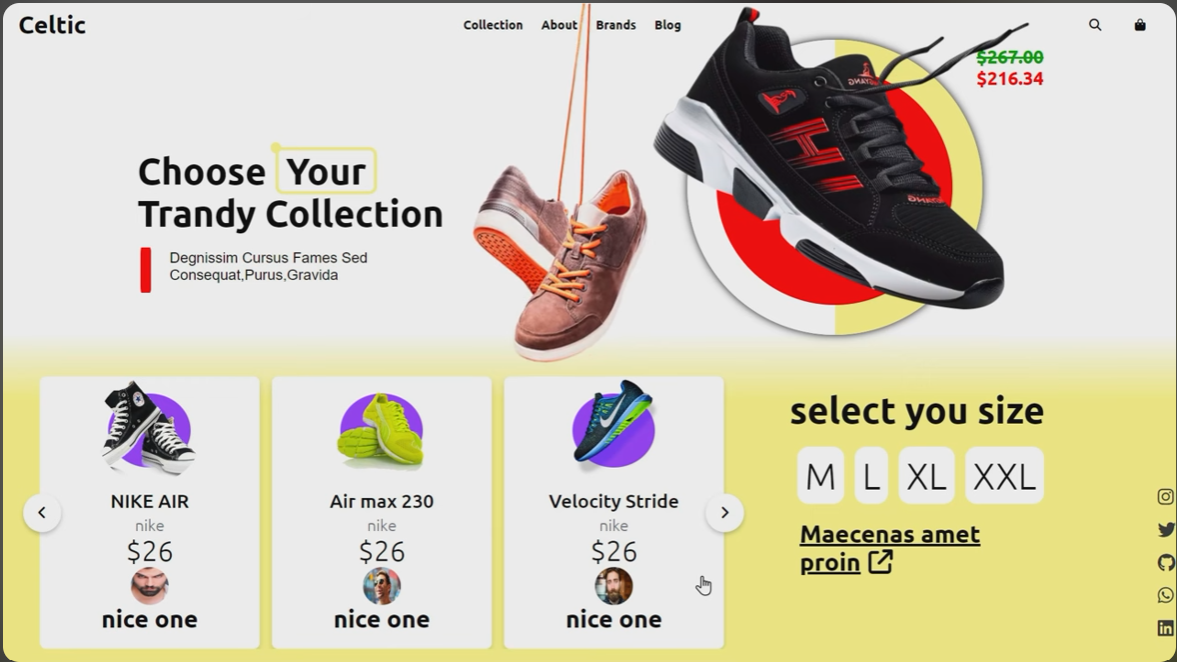 Celtic
Collection About Brands Blog
$267.00
$216.34
Choose Your
Trandy Collection
Degnissim Cursus Fames Sed
Consequat,Purus,Gravida
H
select you size
M L XL XXL
Maecenas amet
proin
NIKE AIR
nike
$26
nice one
Air max 230
nike
$26
nice one
Velocity Stride
nike
$26
nice one